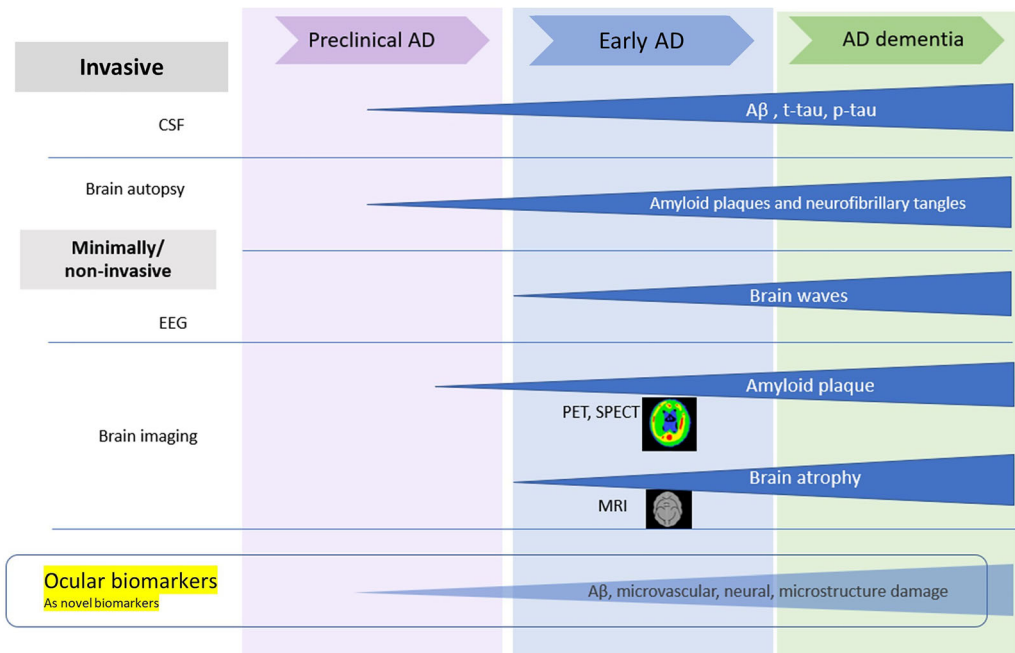 Preclinical AD
Early AD
AD dementia
Invasive
CSF
Aβ , t-tau, p-tau
Brain autopsy
Amyloid plaques and neurofibrillary tangles
Minimally/
non-invasive
EEG
Brain waves
Brain imaging
Amyloid plaque
PET, SPECT
Brain atrophy
MRI
Ocular biomarkers
As novel biomarkers
Aβ, microvascular, neural, microstructure damage